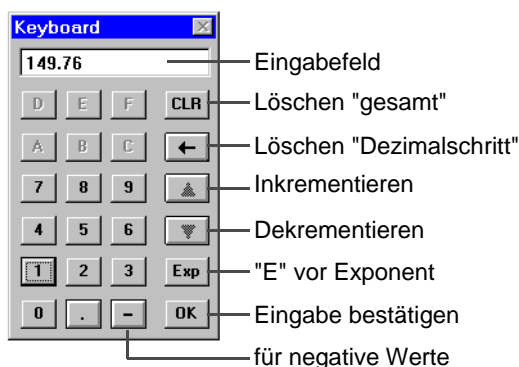 Keyboard
149.76 Eingabefeld
D E F CLR Löschen "gesamt"
A B C Löschen "Dezimalschritt"
7 8 9 Inkrementieren
4 5 6 Dekrementieren
1 2 3 Exp "E" vor Exponent
0 . - OK Eingabe bestätigen
für negative Werte